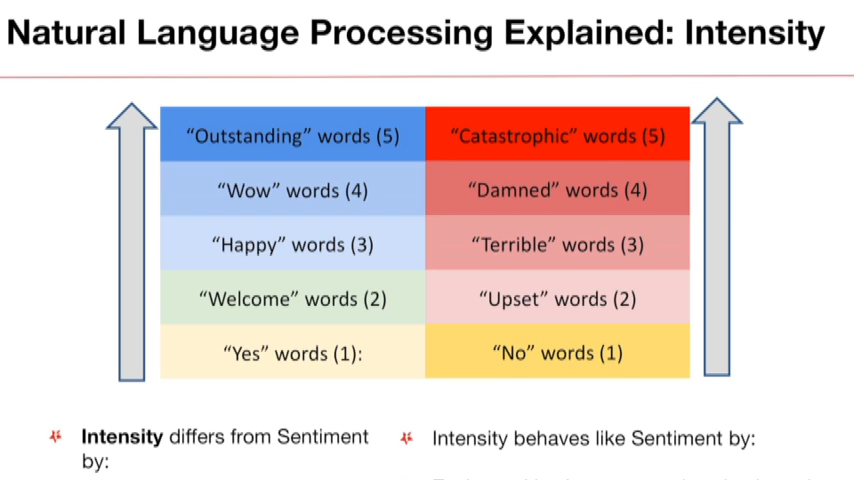 Natural Language Processing Explained: Intensity
“Outstanding” words (5)
“Catastrophic” words (5)
“Wow” words (4)
“Damned” words (4)
“Happy” words (3)
“Terrible” words (3)
“Welcome” words (2)
“Upset” words (2)
“Yes” words (1):
“No” words (1)
Intensity differs from Sentiment
by:
Intensity behaves like Sentiment by: